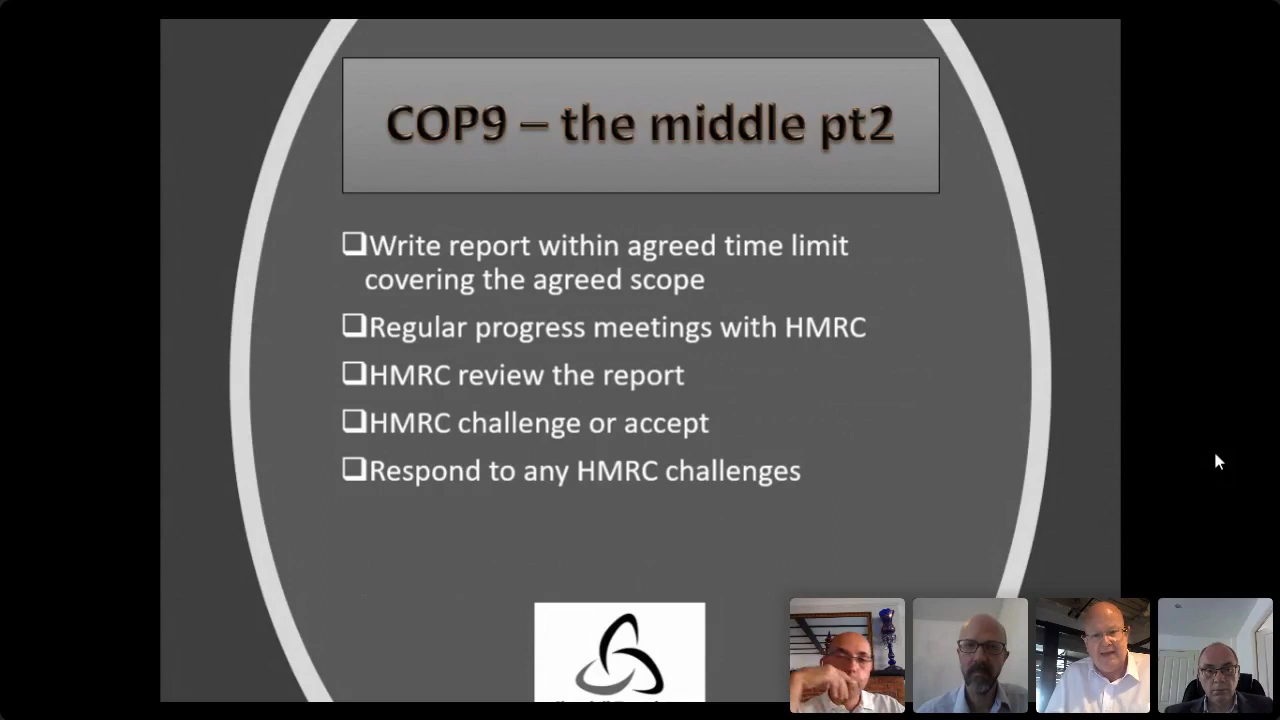 COP9 – the middle pt2
❑Write report within agreed time limit
covering the agreed scope
❑Regular progress meetings with HMRC
❑HMRC review the report
❑HMRC challenge or accept
❑Respond to any HMRC challenges